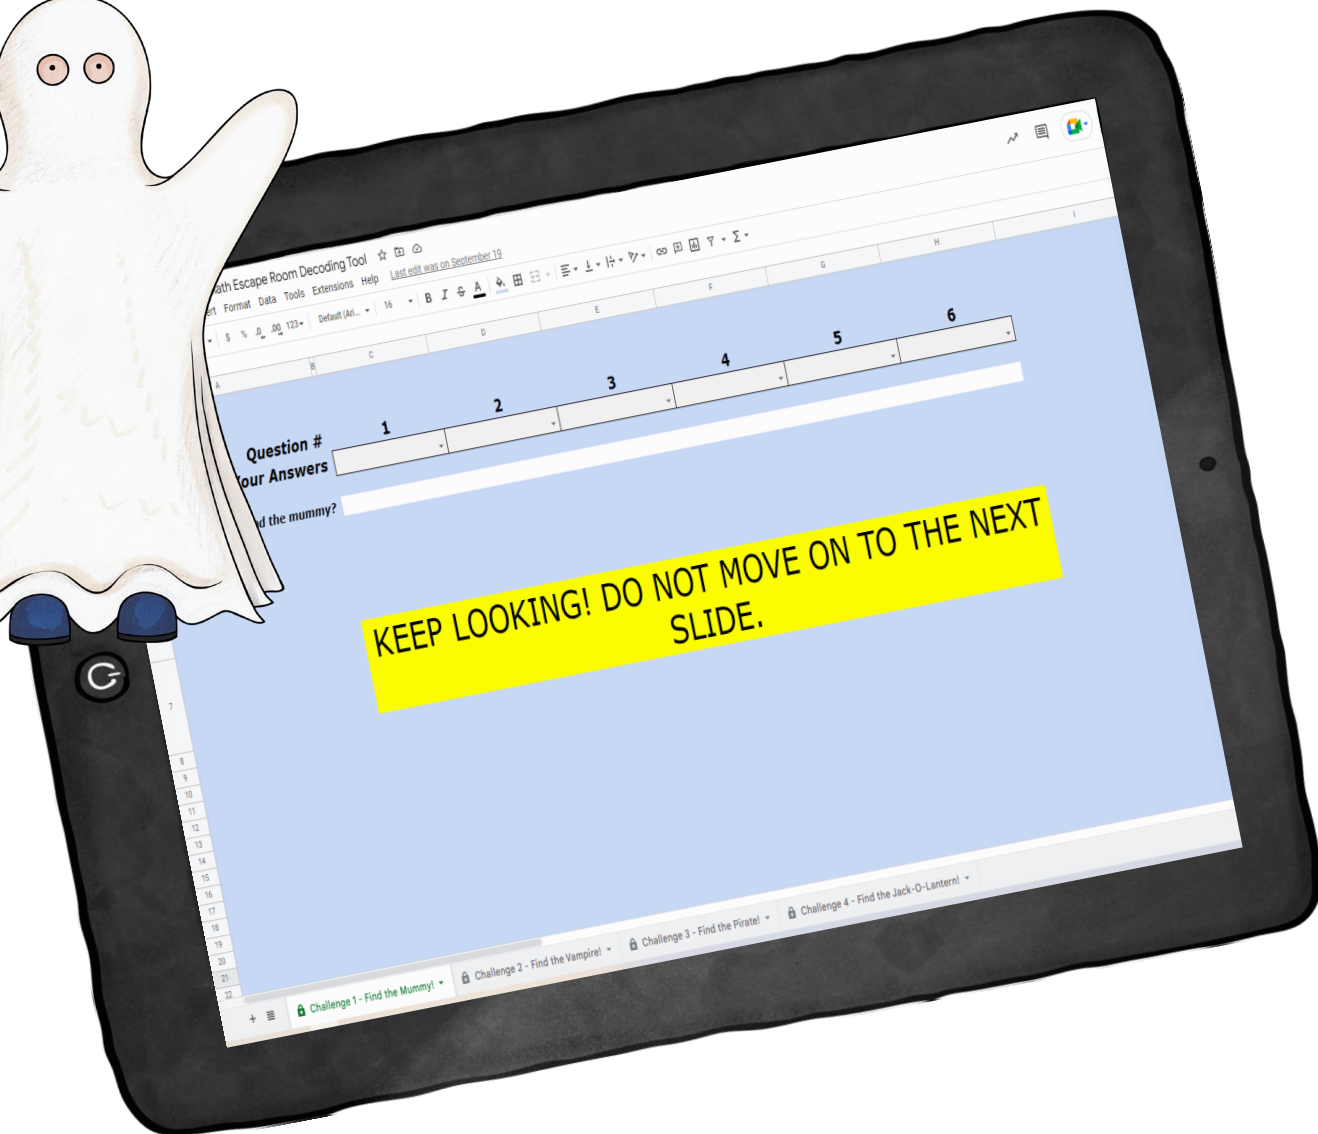 ath Escape Room Decoding Tool
ert Format Data Tools Extensions Help Last edit was on September 19
$ % .0 .00 123 Default (Ari... 16 B I S A
A B C D E F G H I
1 2 3 4 5 6
Question #
our Answers
d the mummy?
KEEP LOOKING! DO NOT MOVE ON TO THE NEXT
SLIDE.
7
8
9
10
11
12
13
14
15
16
17
18
19
20
21
22
+ Challenge 1 - Find the Mummy! Challenge 2 - Find the Vampire! Challenge 3 - Find the Pirate! Challenge 4 - Find the Jack-O-Lantern!